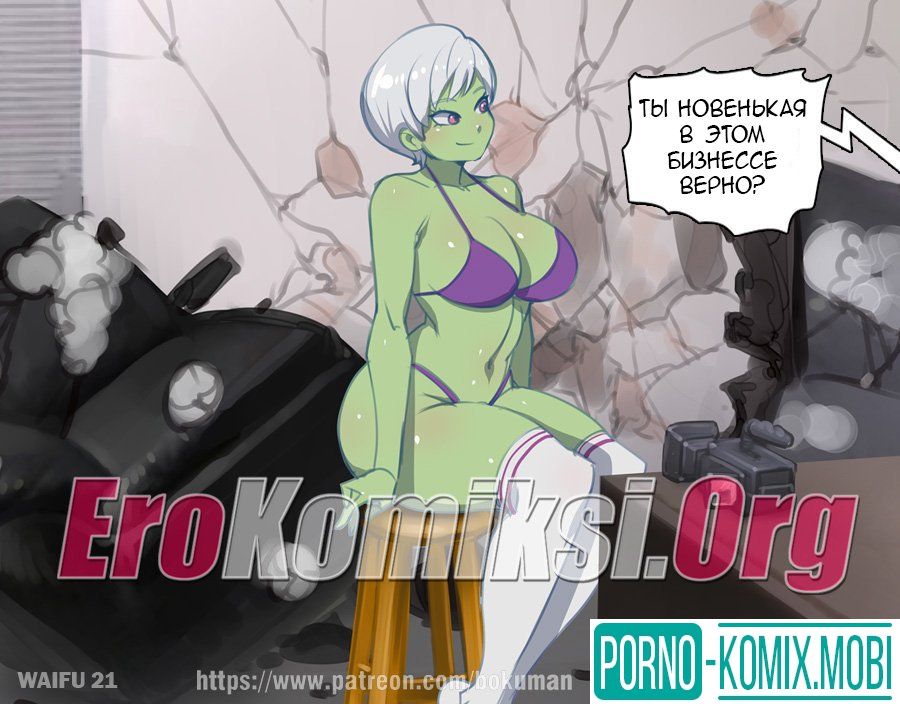 ТЫ НОВЕНЬКАЯ
В ЭТОМ
БИЗНЕССЕ
ВЕРНО?
EroKomiksi.Org
PORNO-KOMIX.MOBI
WAIFU 21
https://www.patreon.com/bokuman